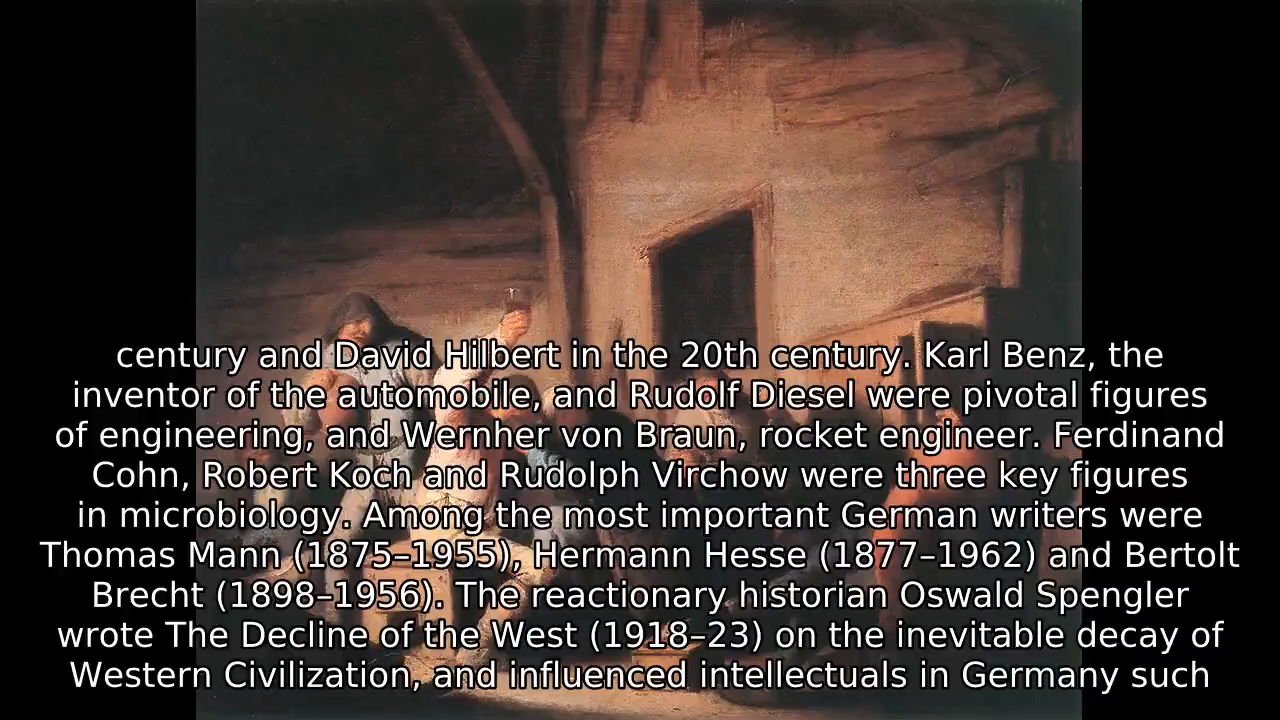 century and David Hilbert in the 20th century. Karl Benz, the
inventor of the automobile, and Rudolf Diesel were pivotal figures
of engineering, and Wernher von Braun, rocket engineer. Ferdinand
Cohn, Robert Koch and Rudolph Virchow were three key figures
in microbiology. Among the most important German writers were
Thomas Mann (1875–1955), Hermann Hesse (1877–1962) and Bertolt
Brecht (1898–1956). The reactionary historian Oswald Spengler
wrote The Decline of the West (1918–23) on the inevitable decay of
Western Civilization, and influenced intellectuals in Germany such